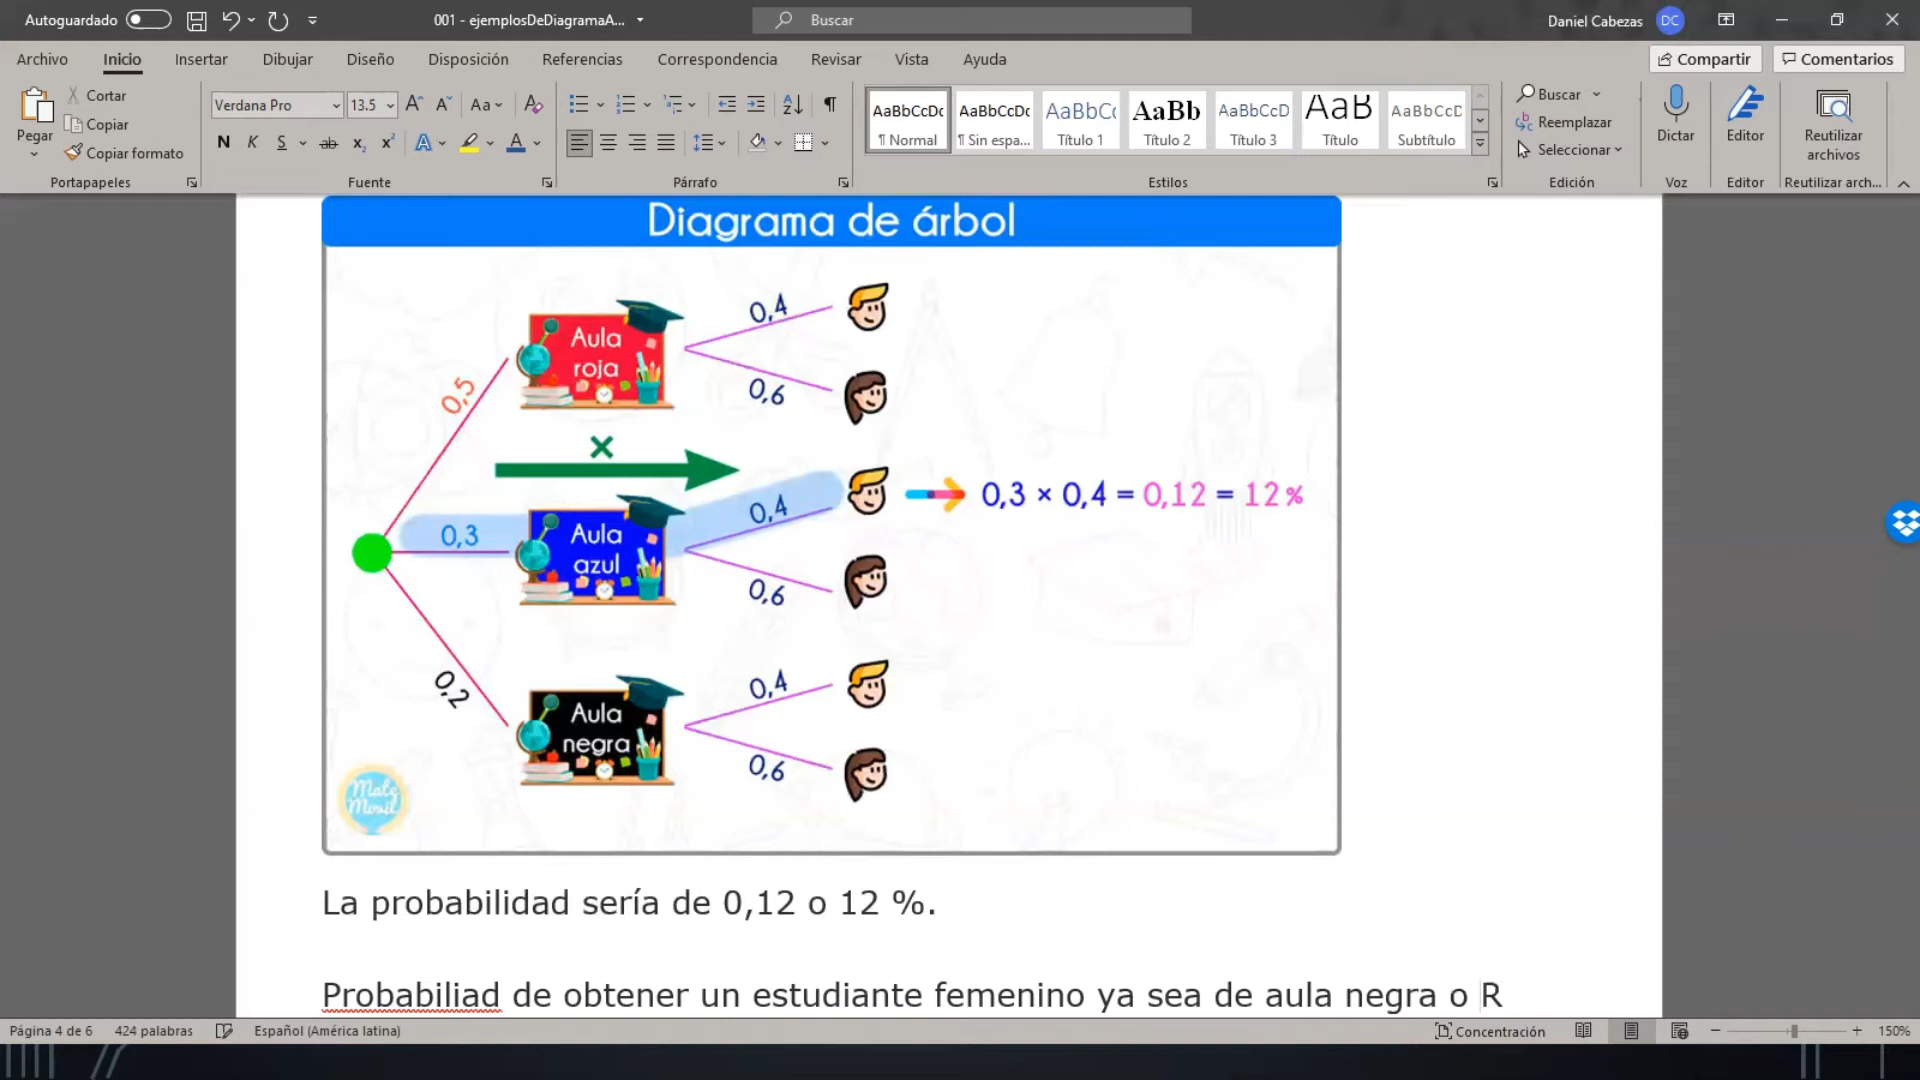 Autoguardado
001 - ejemplosDeDiagramaA...
Buscar
Daniel Cabezas
DC
Archivo
Inicio
Insertar
Dibujar
Diseño
Disposición
Referencias
Correspondencia
Revisar
Vista
Ayuda
Compartir
Comentarios
Pegar
Cortar
Copiar
Copiar formato
Portapapeles
Verdana Pro
13.5
Aa
N K S ab x₂ x²
Fuente
Párrafo
AaBbCcDc
¶ Normal
AaBbCcDc
¶ Sin espa...
AaBbCc
Título 1
AaBb
Título 2
AaBbCcD
Título 3
AaB
Título
AaBbCcD
Subtítulo
Estilos
Buscar
Reemplazar
Seleccionar
Edición
Dictar
Voz
Editor
Editor
Reutilizar
archivos
Reutilizar arch...
Diagrama de árbol
0,5
Aula
roja
0,4
0,6
×
0,3
Aula
azul
0,4
0,6
0,3 × 0,4 = 0,12 = 12 %
0,2
Aula
negra
0,4
0,6
Mate
Movil
La probabilidad sería de 0,12 o 12 %.
Probabiliad de obtener un estudiante femenino ya sea de aula negra o R
Página 4 de 6
424 palabras
Español (América latina)
Concentración
150%